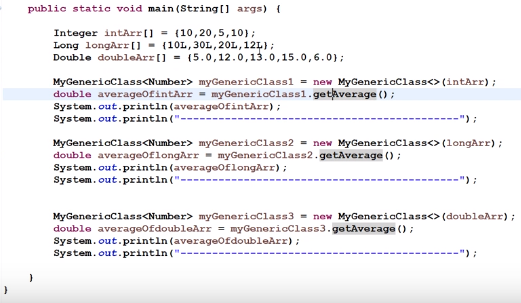 public static void main(String[] args) {
Integer intArr[] = {10,20,5,10};
Long longArr[] = {10L,30L,20L,12L};
Double doubleArr[] = {5.0,12.0,13.0,15.0,6.0};
MyGenericClass<Number> myGenericClass1 = new MyGenericClass<>(intArr);
double averageOfintArr = myGenericClass1.getAverage();
System.out.println(averageOfintArr);
System.out.println("--------------------------------------------");
MyGenericClass<Number> myGenericClass2 = new MyGenericClass<>(longArr);
double averageOflongArr = myGenericClass2.getAverage();
System.out.println(averageOflongArr);
System.out.println("--------------------------------------------");
MyGenericClass<Number> myGenericClass3 = new MyGenericClass<>(doubleArr);
double averageOfdoubleArr = myGenericClass3.getAverage();
System.out.println(averageOfdoubleArr);
System.out.println("--------------------------------------------");
}
}